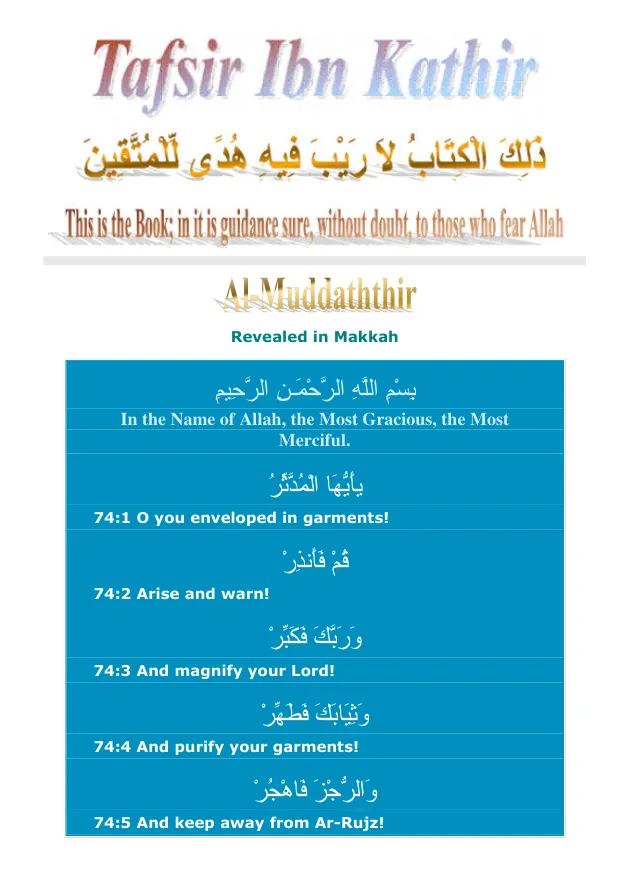 Tafsir Ibn Kathir
ذَلِكَ الْكِتَابُ لاَ رَيْبَ فِيهِ هُدًى لِّلْمُتَّقِينَ
This is the Book; in it is guidance sure, without doubt, to those who fear Allah
Al-Muddaththir
Revealed in Makkah
بِسْمِ اللَّهِ الرَّحْمَـنِ الرَّحِيمِ
In the Name of Allah, the Most Gracious, the Most
Merciful.
يأَيُّهَا الْمُدَّثِّرُ
74:1 O you enveloped in garments!
قُمْ فَأَنذِرْ
74:2 Arise and warn!
وَرَبَّكَ فَكَبِّرْ
74:3 And magnify your Lord!
وَثِيَابَكَ فَطَهِّرْ
74:4 And purify your garments!
وَالرُّجْزَ فَاهْجُرْ
74:5 And keep away from Ar-Rujz!